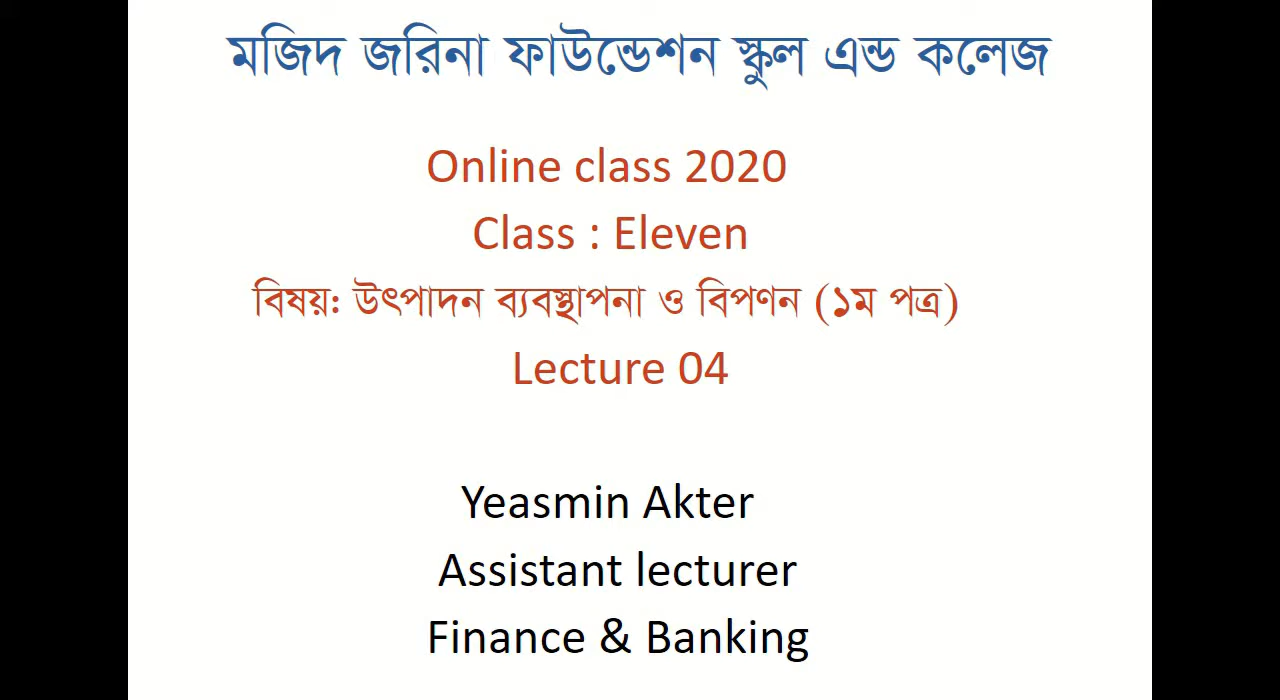 মজিদ জরিনা ফাউন্ডেশন স্কুল এন্ড কলেজ
Online class 2020
Class : Eleven
বিষয়: উৎপাদন ব্যবস্থাপনা ও বিপণন (১ম পত্র)
Lecture 04
Yeasmin Akter
Assistant lecturer
Finance & Banking